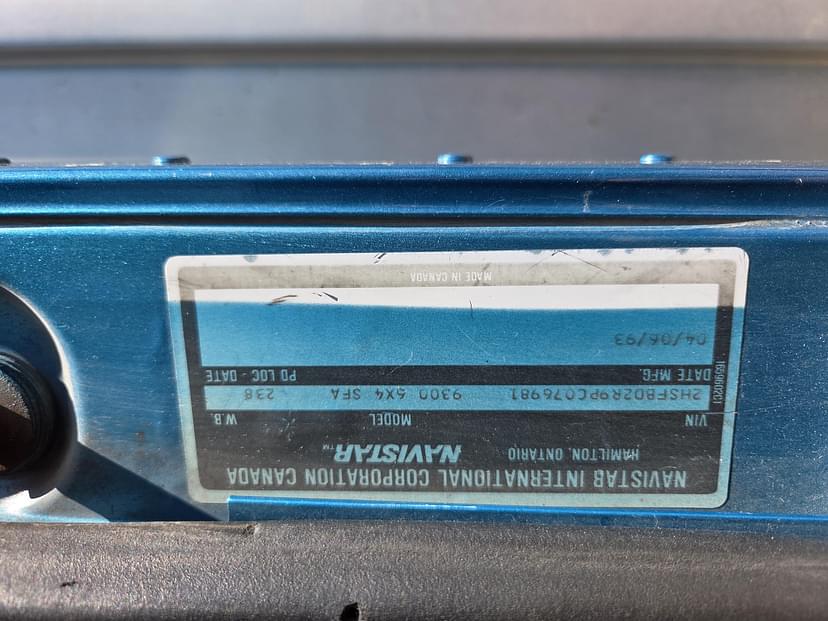 NAVISTAR INTERNATIONAL CORPORATION CANADA
HAMILTON, ONTARIO NAVISTAR™
VIN MODEL W.B.
2HSFBD2R9PC076981 9300 6X4 SFA 238
DATE MFG. PD LOC - DATE
04/06/93
MADE IN CANADA